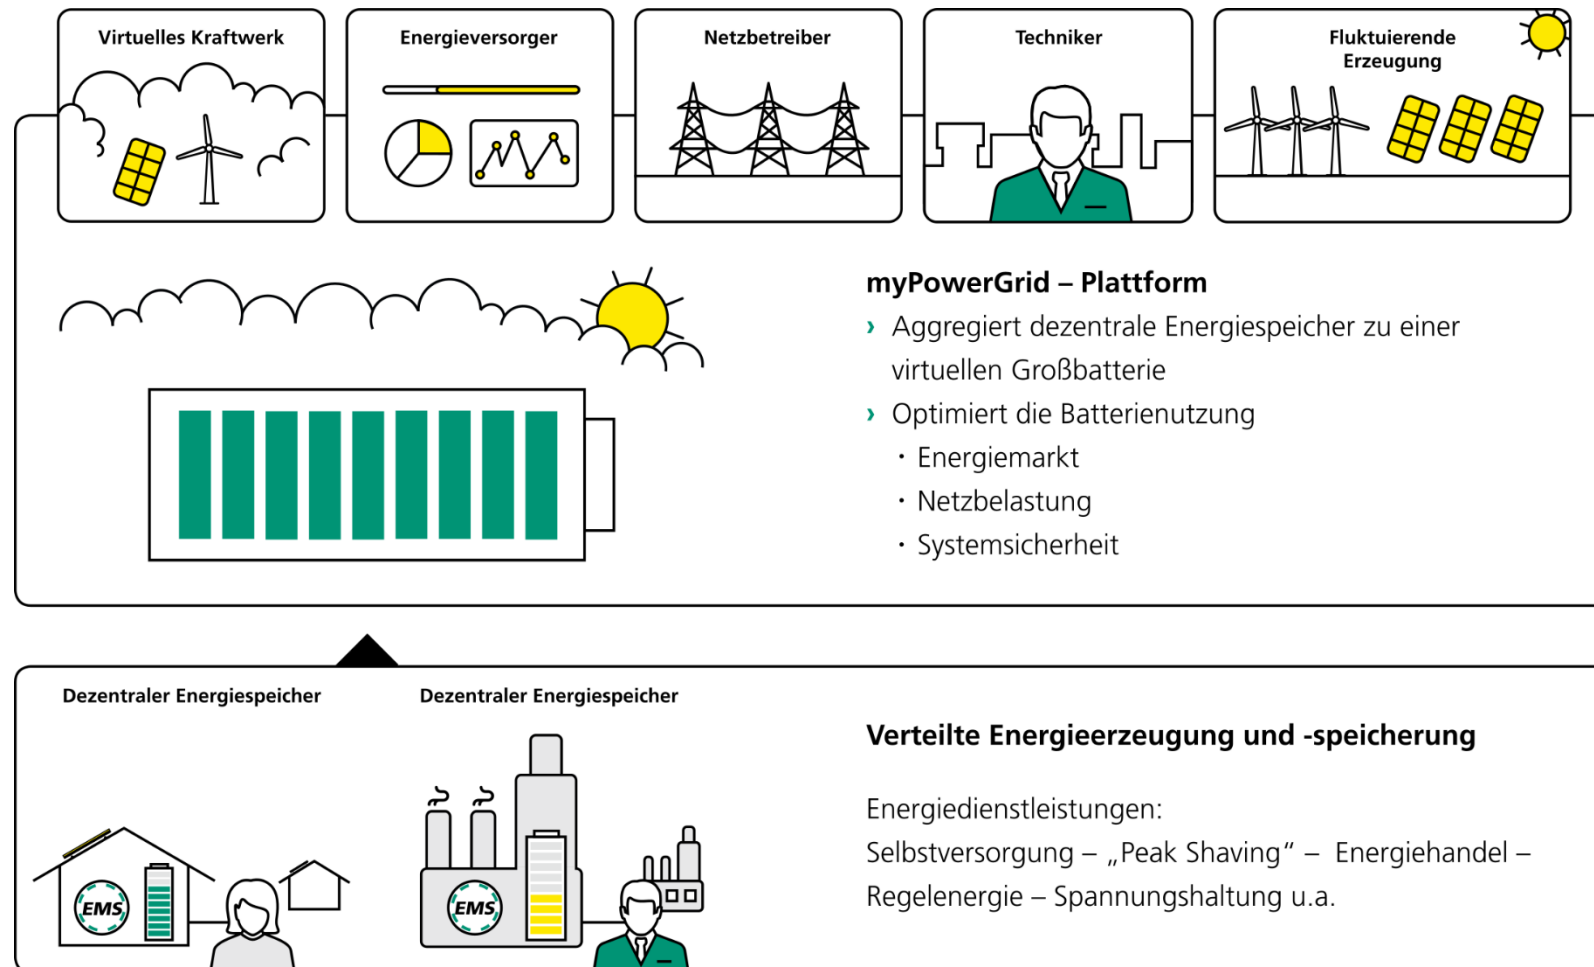 Virtuelles Kraftwerk
Energieversorger
Netzbetreiber
Techniker
Fluktuierende
Erzeugung
myPowerGrid – Plattform
› Aggregiert dezentrale Energiespeicher zu einer
virtuellen Großbatterie
› Optimiert die Batterienutzung
· Energiemarkt
· Netzbelastung
· Systemsicherheit
Dezentraler Energiespeicher
Dezentraler Energiespeicher
EMS
EMS
Verteilte Energieerzeugung und -speicherung
Energiedienstleistungen:
Selbstversorgung – „Peak Shaving“ – Energiehandel –
Regelenergie – Spannungshaltung u.a.